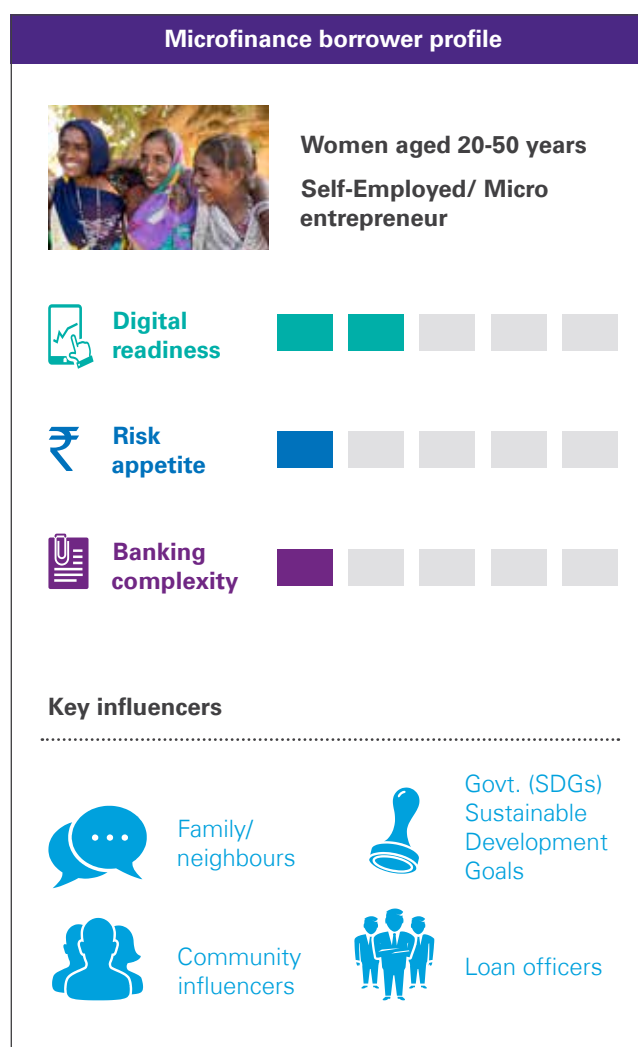 Microfinance borrower profile
Women aged 20-50 years
Self-Employed/ Micro
entrepreneur
Digital
readiness
₹
Risk
appetite
Banking
complexity
Key influencers
Family/
neighbours
Govt. (SDGs)
Sustainable
Development
Goals
Community
influencers
Loan officers